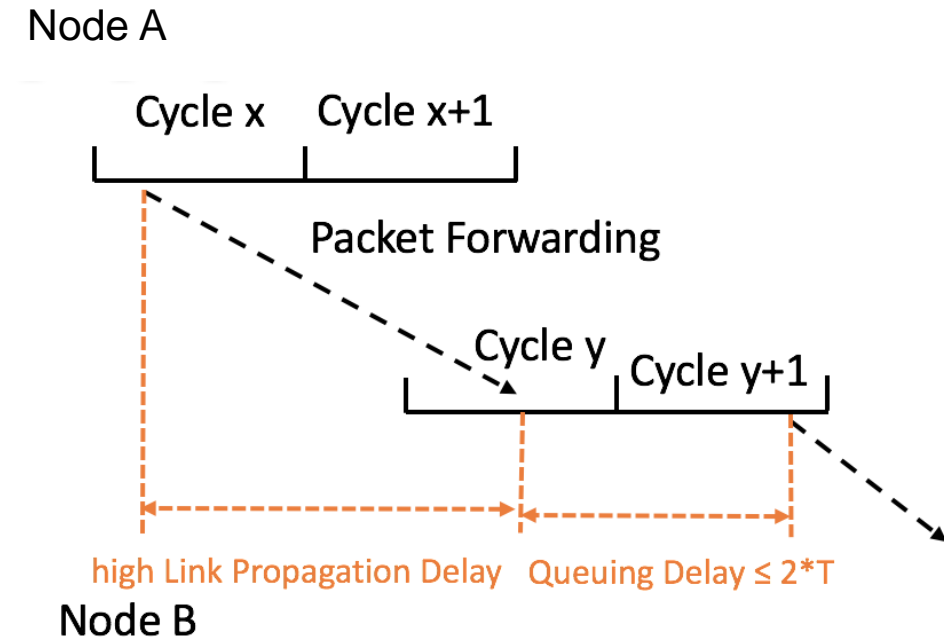 Node A
Cycle x
Cycle x+1
Packet Forwarding
Cycle y
Cycle y+1
high Link Propagation Delay
Queuing Delay ≤ 2*T
Node B